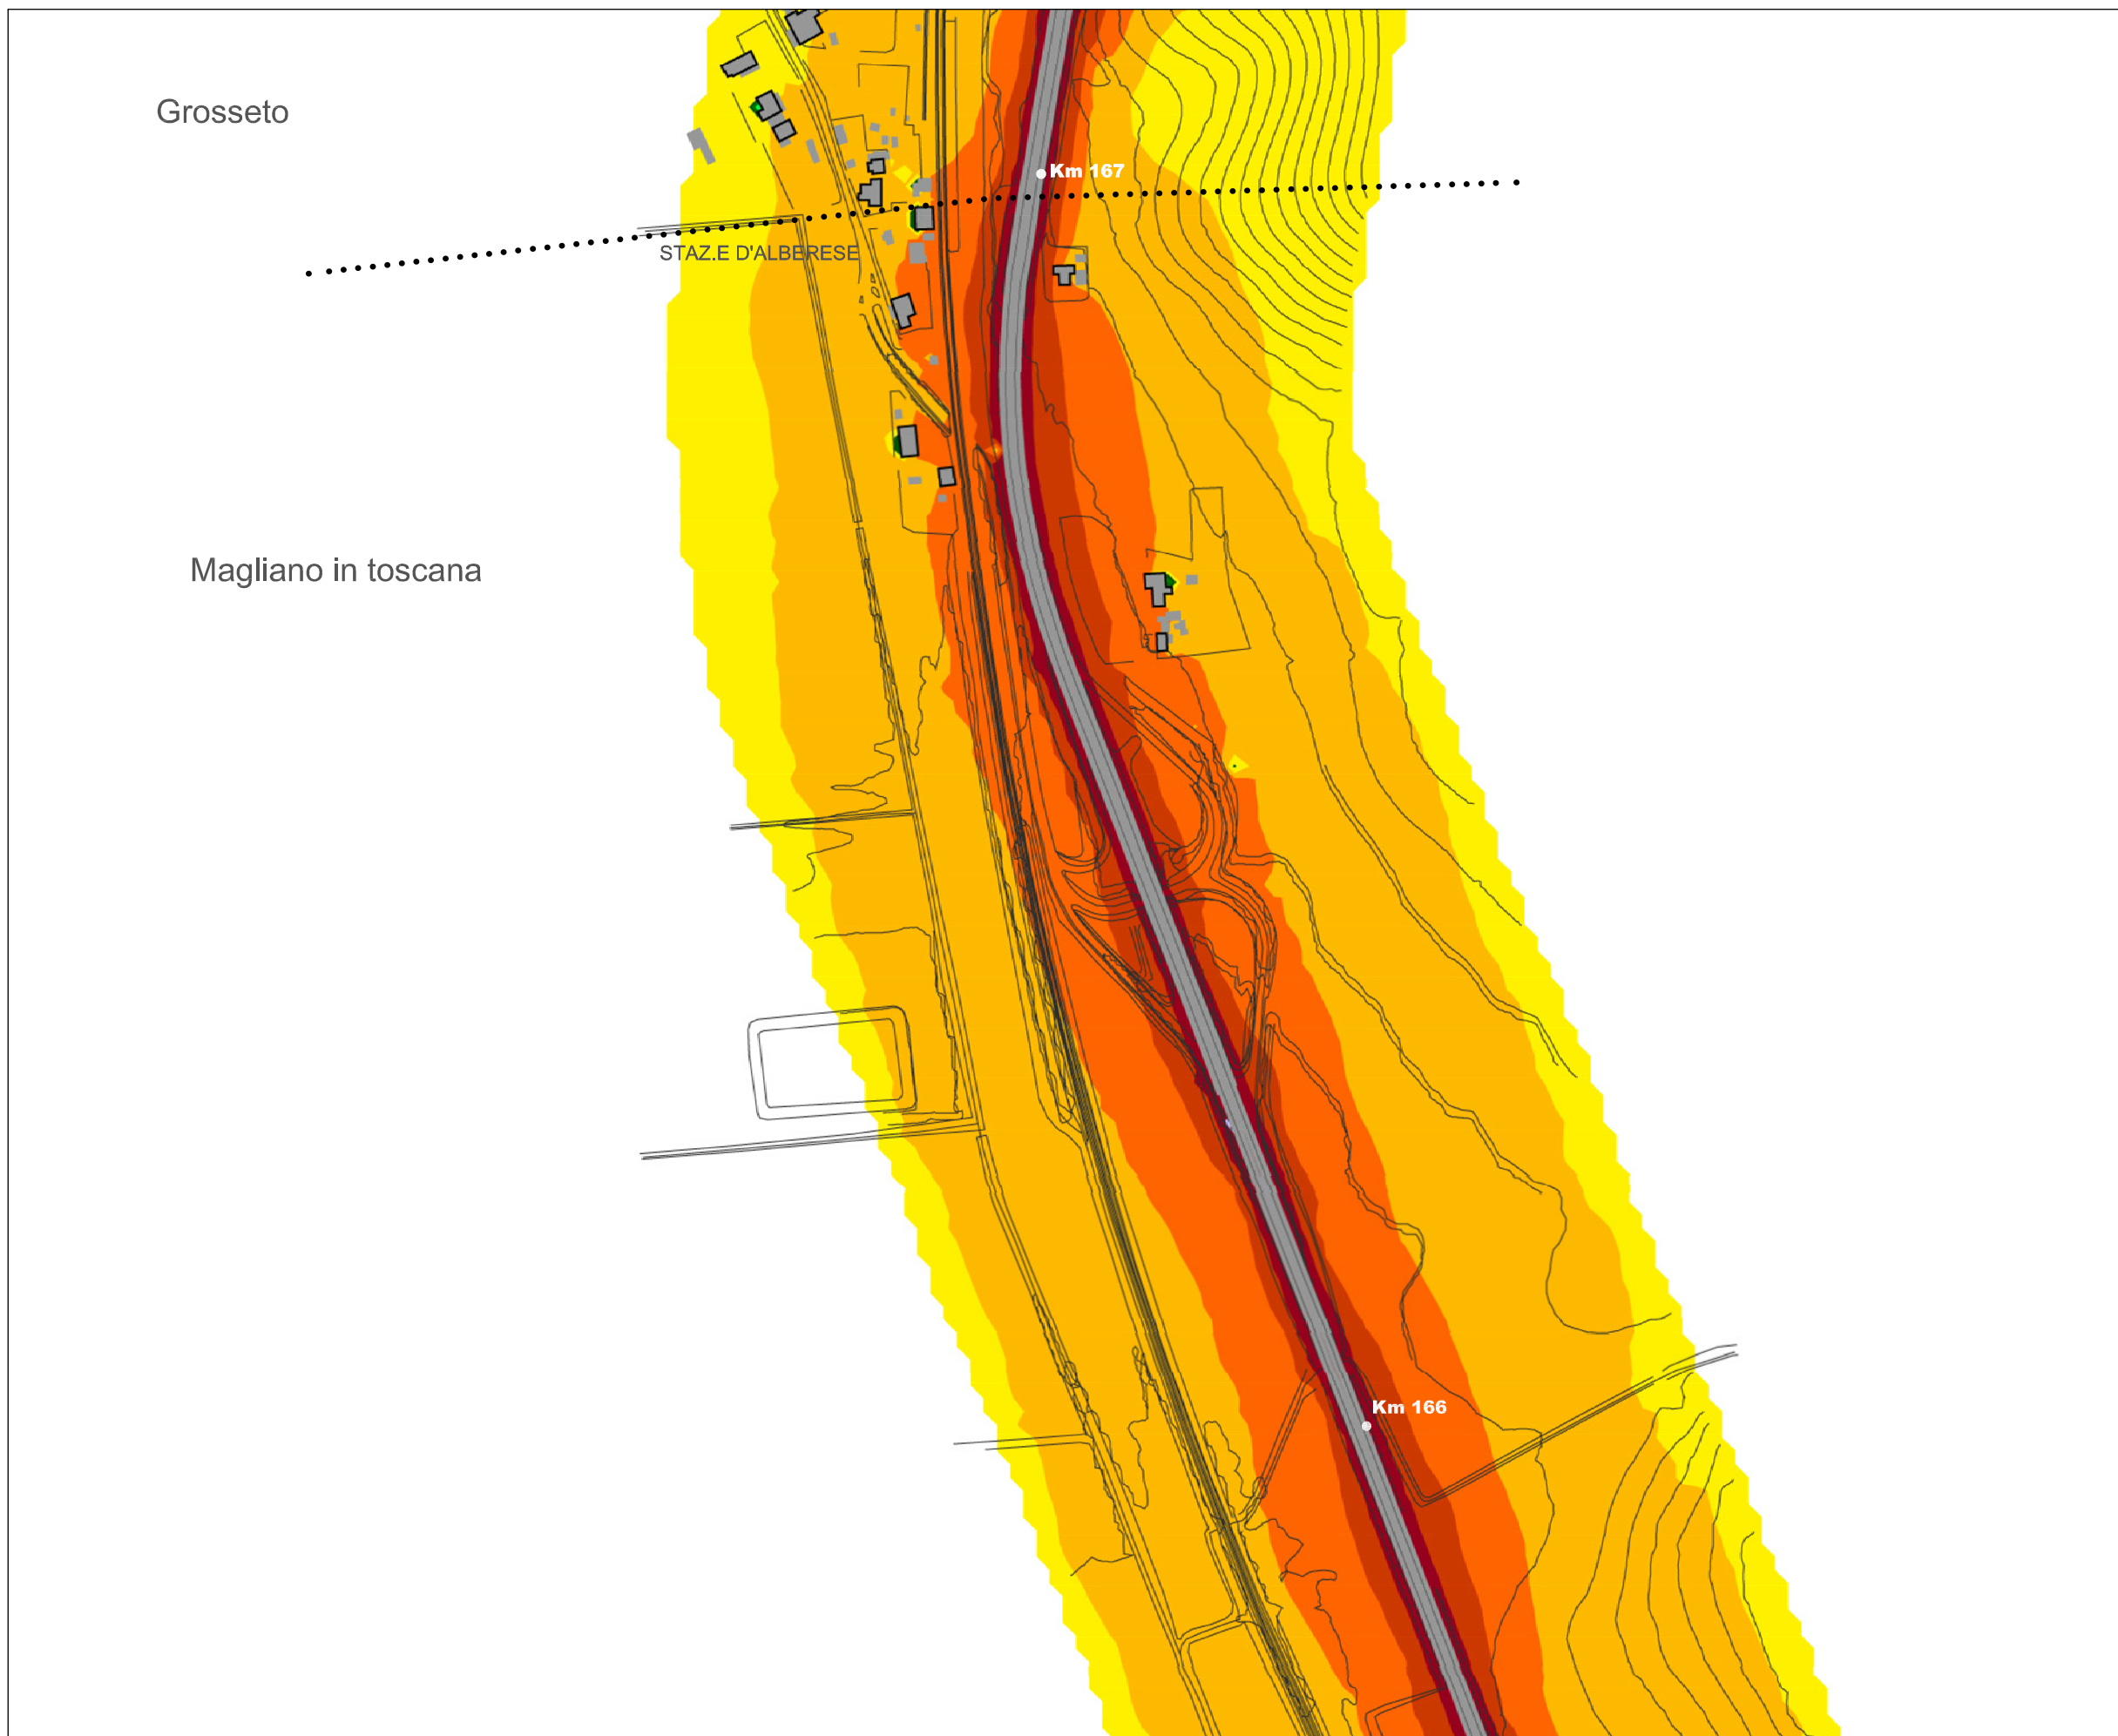 Grosseto
Km 167
STAZ.E D'ALBERESE
Magliano in toscana
Km 166